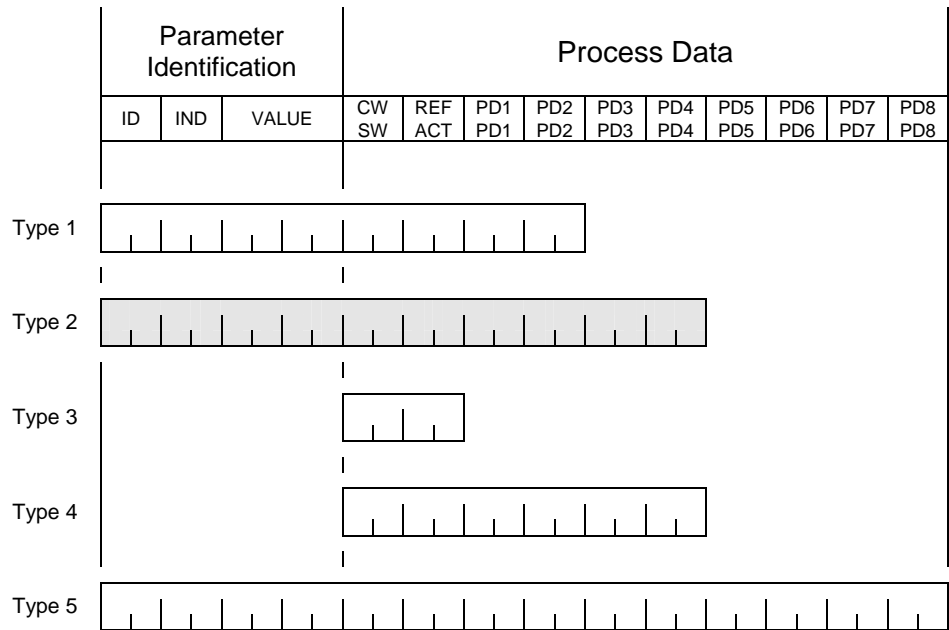 Parameter
Identification
Process Data
ID IND VALUE CW REF PD1 PD2 PD3 PD4 PD5 PD6 PD7 PD8
SW ACT PD1 PD2 PD3 PD4 PD5 PD6 PD7 PD8
Type 1
Type 2
Type 3
Type 4
Type 5